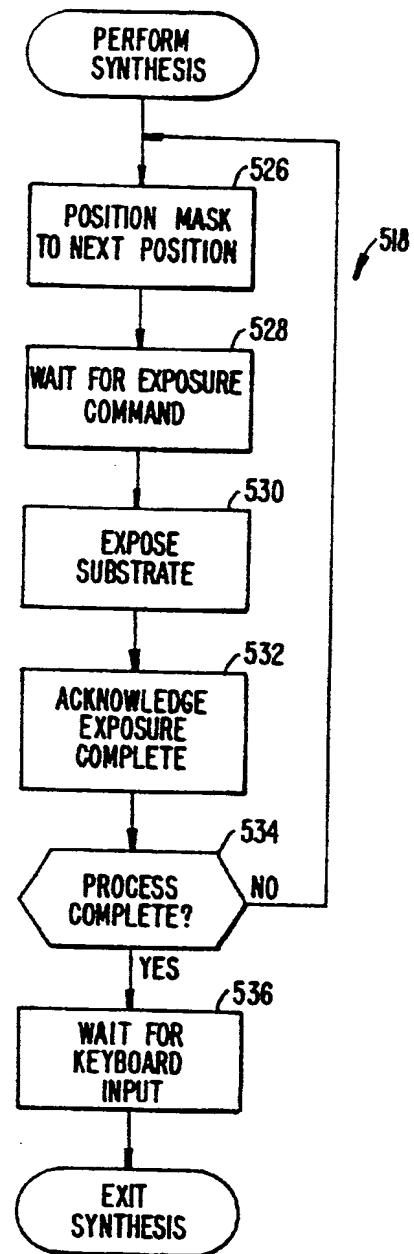 PERFORM
SYNTHESIS
526
POSITION MASK
TO NEXT POSITION
518
528
WAIT FOR EXPOSURE
COMMAND
530
EXPOSE
SUBSTRATE
532
ACKNOWLEDGE
EXPOSURE
COMPLETE
534
PROCESS
COMPLETE?
NO
YES
536
WAIT FOR
KEYBOARD
INPUT
EXIT
SYNTHESIS